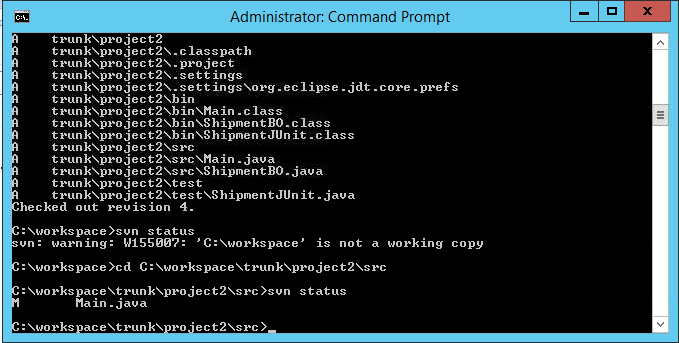 Administrator: Command Prompt
A    trunk\project2
A    trunk\project2\.classpath
A    trunk\project2\.project
A    trunk\project2\.settings
A    trunk\project2\.settings\org.eclipse.jdt.core.prefs
A    trunk\project2\bin
A    trunk\project2\bin\Main.class
A    trunk\project2\bin\ShipmentBO.class
A    trunk\project2\bin\ShipmentJUnit.class
A    trunk\project2\src
A    trunk\project2\src\Main.java
A    trunk\project2\src\ShipmentBO.java
A    trunk\project2\test
A    trunk\project2\test\ShipmentJUnit.java
Checked out revision 4.
C:\workspace>svn status
svn: warning: W155007: 'C:\workspace' is not a working copy
C:\workspace>cd C:\workspace\trunk\project2\src
C:\workspace\trunk\project2\src>svn status
M       Main.java
C:\workspace\trunk\project2\src>